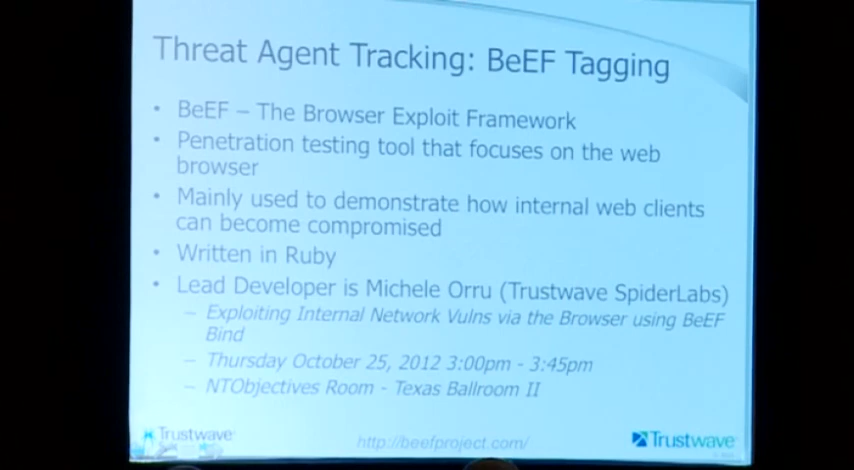 Threat Agent Tracking: BeEF Tagging
• BeEF – The Browser Exploit Framework
• Penetration testing tool that focuses on the web
browser
• Mainly used to demonstrate how internal web clients
can become compromised
• Written in Ruby
• Lead Developer is Michele Orru (Trustwave SpiderLabs)
– Exploiting Internal Network Vulns via the Browser using BeEF
Bind
– Thursday October 25, 2012 3:00pm - 3:45pm
– NTObjectives Room - Texas Ballroom II
Trustwave
http://beefproject.com/
Trustwave